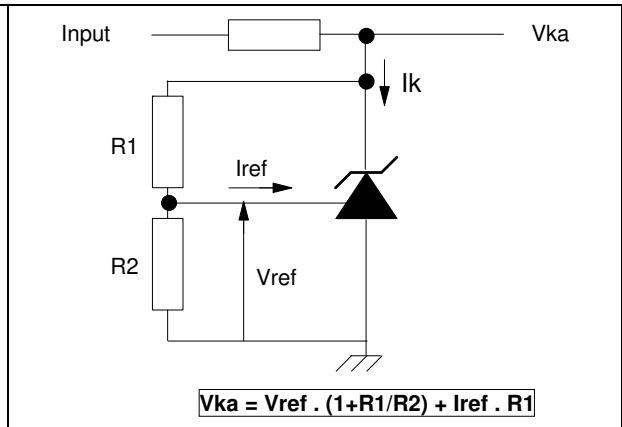 Input Vka
Ik
R1
Iref
R2
Vref
Vka = Vref . (1+R1/R2) + Iref . R1